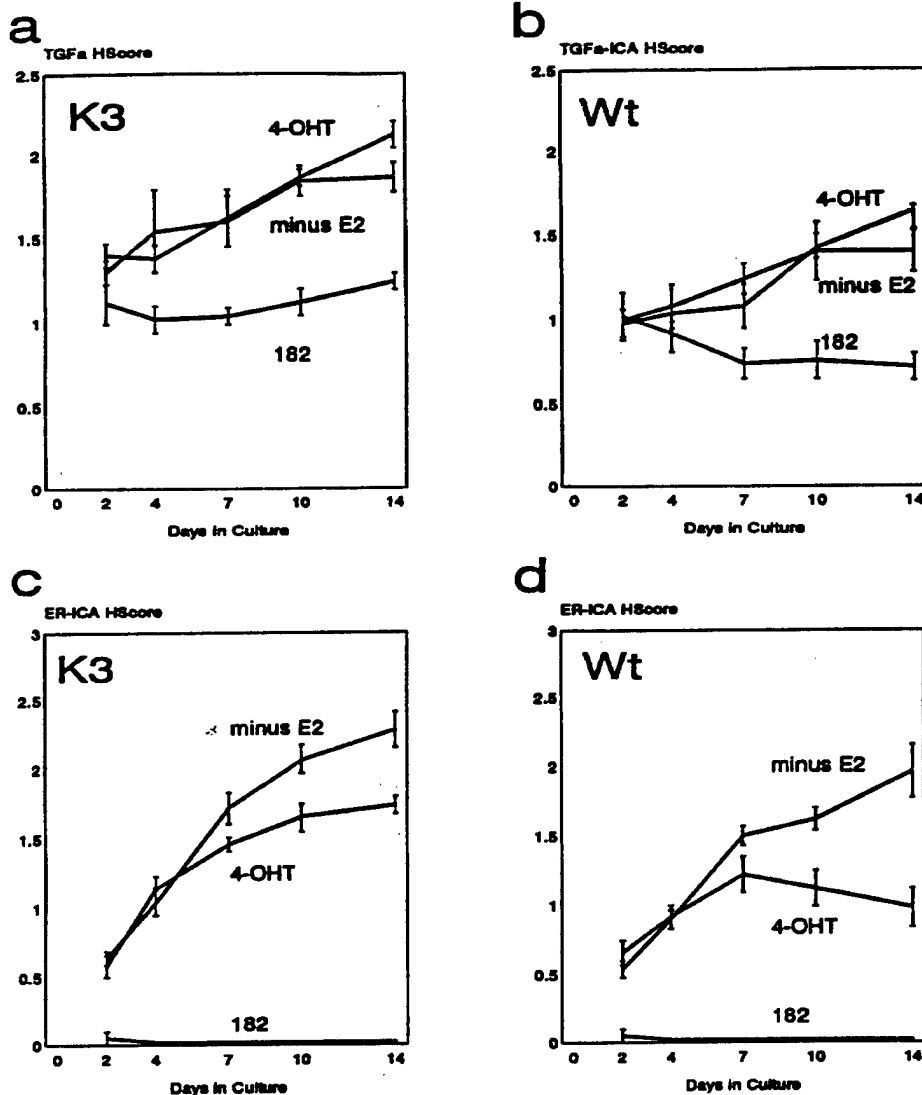 a
TGFa HScore
2.5
2
1.5
1
0.5
0
K3
4-OHT
minus E2
182
0 2 4 7 10 14
Days in Culture
b
TGFa-ICA HScore
2.5
2
1.5
1
0.5
0
Wt
4-OHT
minus E2
182
0 2 4 7 10 14
Days in Culture
c
ER-ICA HScore
3
2.5
2
1.5
1
0.5
0
K3
minus E2
4-OHT
182
0 2 4 7 10 14
Days in Culture
d
ER-ICA HScore
3
2.5
2
1.5
1
0.5
0
Wt
minus E2
4-OHT
182
0 2 4 7 10 14
Days in Culture